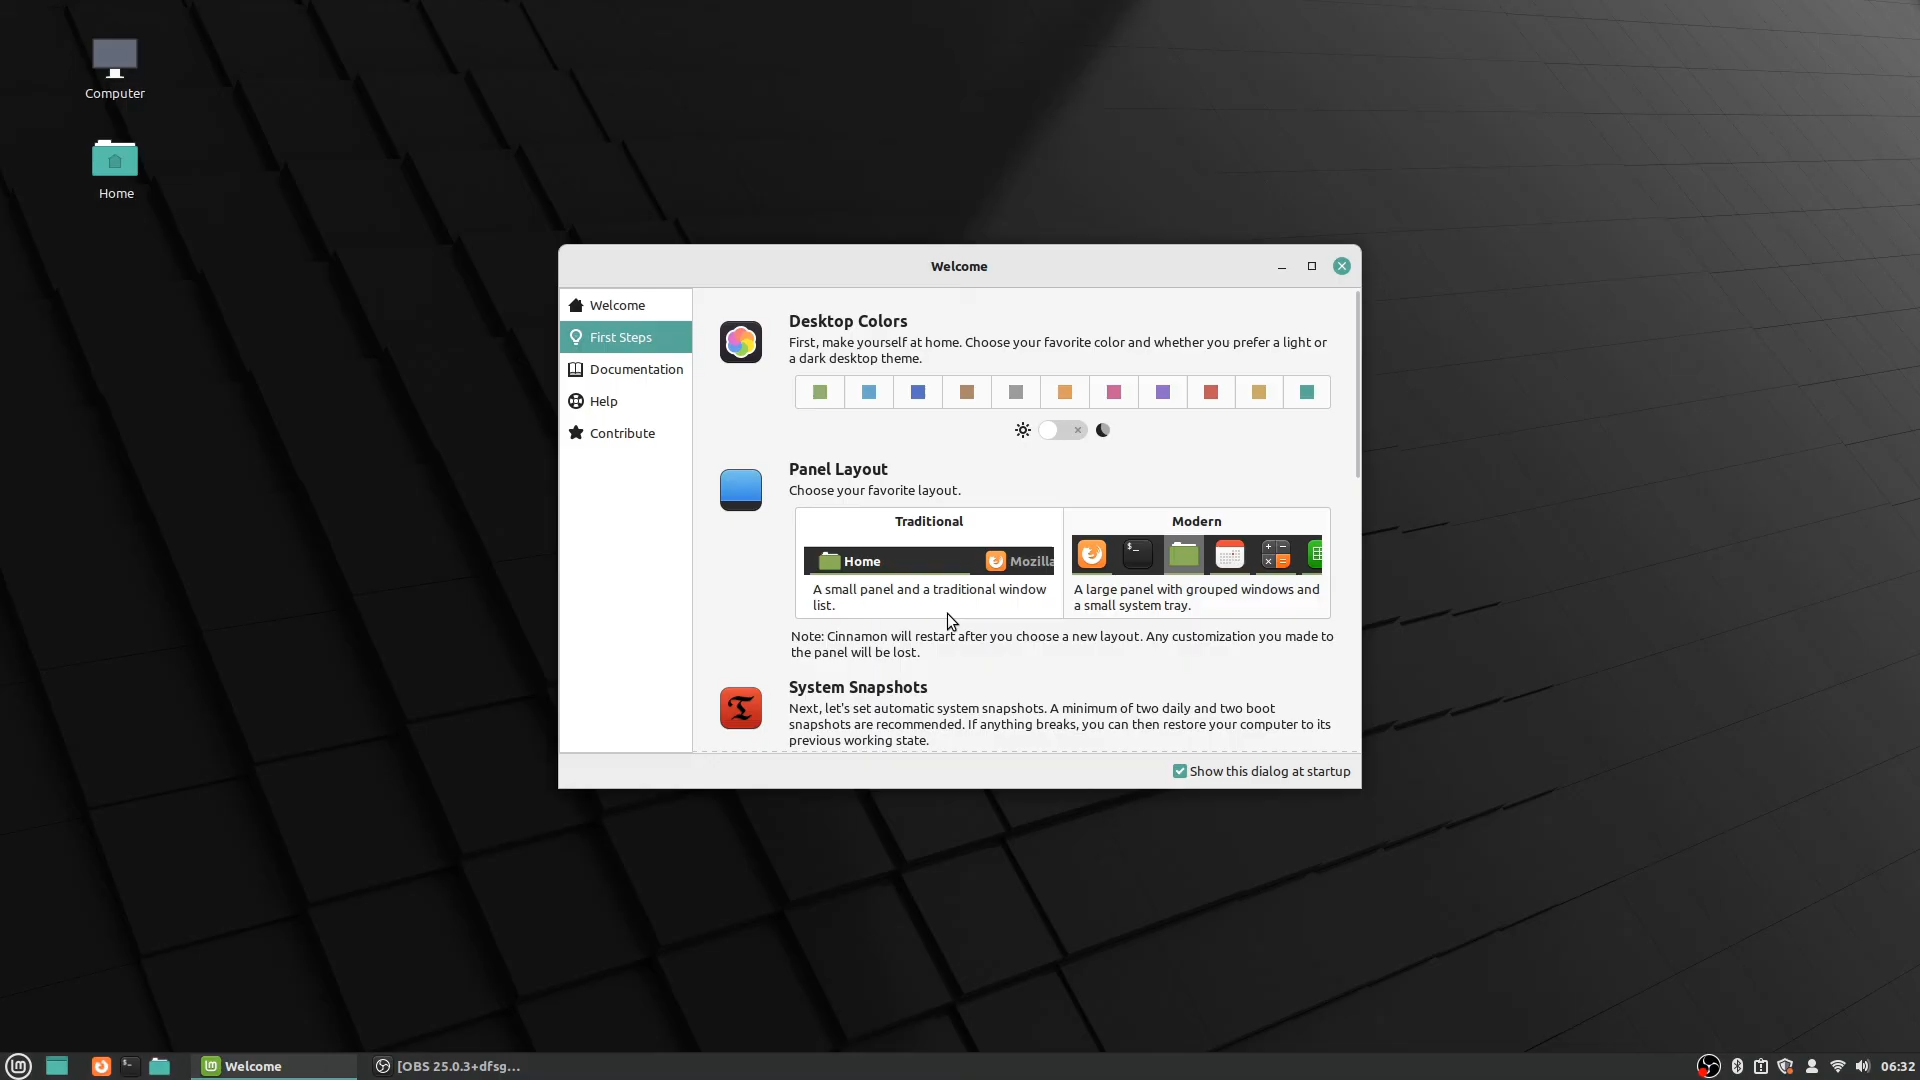 Computer
Home
Welcome
Welcome
First Steps
Documentation
Help
Contribute
Desktop Colors
First, make yourself at home. Choose your favorite color and whether you prefer a light or
a dark desktop theme.
Panel Layout
Choose your favorite layout.
Traditional
Modern
Home
Mozilla
A small panel and a traditional window
list.
A large panel with grouped windows and
a small system tray.
Note: Cinnamon will restart after you choose a new layout. Any customization you made to
the panel will be lost.
System Snapshots
Next, let's set automatic system snapshots. A minimum of two daily and two boot
snapshots are recommended. If anything breaks, you can then restore your computer to its
previous working state.
Show this dialog at startup
Welcome
[OBS 25.0.3+dfsg...
06:32